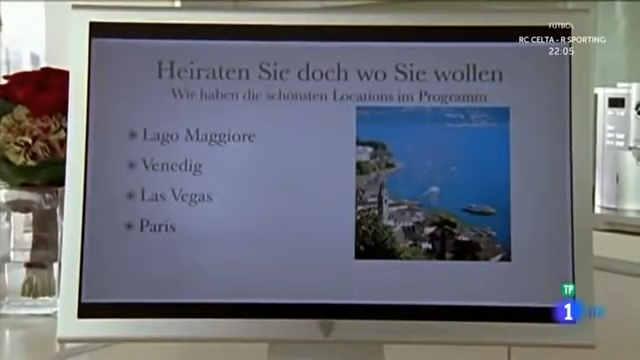 FÚTBOL
RC CELTA - R SPORTING
22:05
Heiraten Sie doch wo Sie wollen
Wir haben die schönsten Locations im Programm
Lago Maggiore
Venedig
Las Vegas
Paris
TP
1